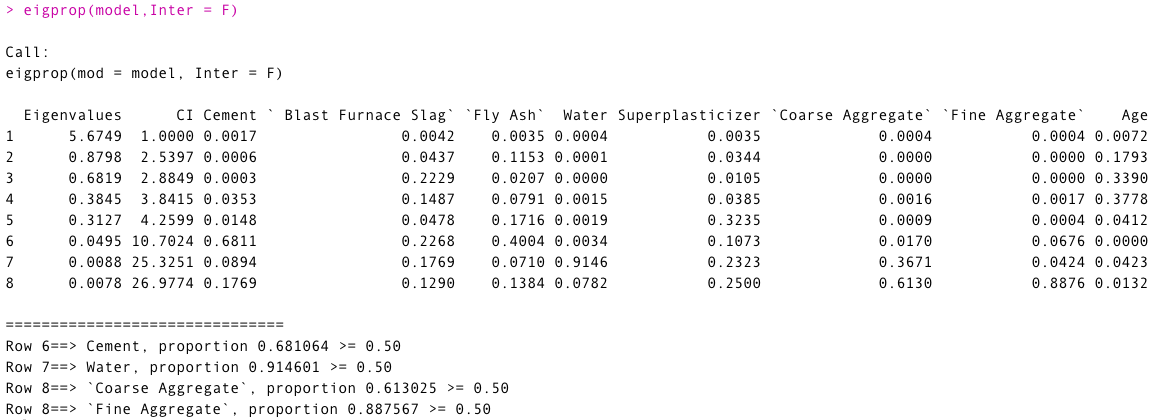 > eigprop(model,Inter = F)
Call:
eigprop(mod = model, Inter = F)
Eigenvalues CI Cement ` Blast Furnace Slag` `Fly Ash` Water Superplasticizer `Coarse Aggregate` `Fine Aggregate` Age
1 5.6749 1.0000 0.0017 0.0042 0.0035 0.0004 0.0035 0.0004 0.0004 0.0072
2 0.8798 2.5397 0.0006 0.0437 0.1153 0.0001 0.0344 0.0000 0.0000 0.1793
3 0.6819 2.8849 0.0003 0.2229 0.0207 0.0000 0.0105 0.0000 0.0000 0.3390
4 0.3845 3.8415 0.0353 0.1487 0.0791 0.0015 0.0385 0.0016 0.0017 0.3778
5 0.3127 4.2599 0.0148 0.0478 0.1716 0.0019 0.3235 0.0009 0.0004 0.0412
6 0.0495 10.7024 0.6811 0.2268 0.4004 0.0034 0.1073 0.0170 0.0676 0.0000
7 0.0088 25.3251 0.0894 0.1769 0.0710 0.9146 0.2323 0.3671 0.0424 0.0423
8 0.0078 26.9774 0.1769 0.1290 0.1384 0.0782 0.2500 0.6130 0.8876 0.0132
===============================
Row 6==> Cement, proportion 0.681064 >= 0.50
Row 7==> Water, proportion 0.914601 >= 0.50
Row 8==> `Coarse Aggregate`, proportion 0.613025 >= 0.50
Row 8==> `Fine Aggregate`, proportion 0.887567 >= 0.50